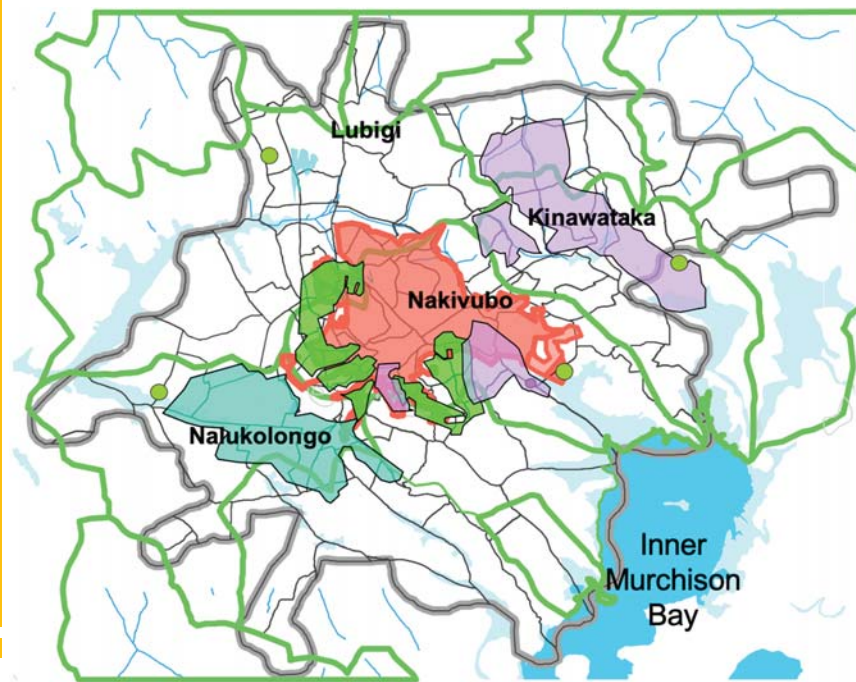 Lubigi
Kinawataka
Nakivubo
Nalukolongo
Inner
Murchison
Bay